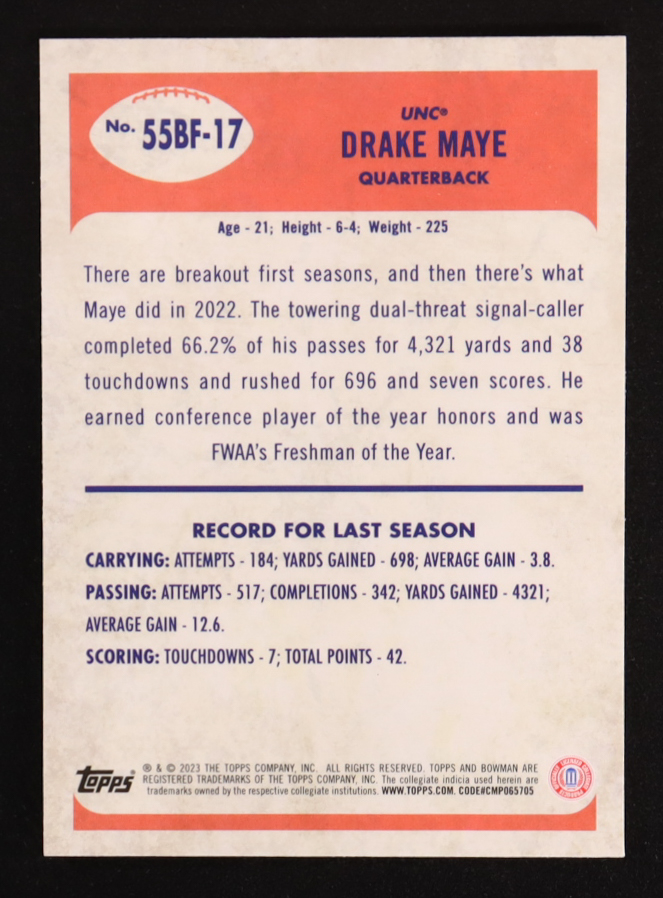 No. 55BF-17
UNC®
DRAKE MAYE
QUARTERBACK
Age - 21; Height - 6-4; Weight - 225
There are breakout first seasons, and then there's what
Maye did in 2022. The towering dual-threat signal-caller
completed 66.2% of his passes for 4,321 yards and 38
touchdowns and rushed for 696 and seven scores. He
earned conference player of the year honors and was
FWAA's Freshman of the Year.
RECORD FOR LAST SEASON
CARRYING: ATTEMPTS - 184; YARDS GAINED - 698; AVERAGE GAIN - 3.8.
PASSING: ATTEMPTS - 517; COMPLETIONS - 342; YARDS GAINED - 4321;
AVERAGE GAIN - 12.6.
SCORING: TOUCHDOWNS - 7; TOTAL POINTS - 42.
topps®
® & © 2023 THE TOPPS COMPANY, INC. ALL RIGHTS RESERVED. TOPPS AND BOWMAN ARE
REGISTERED TRADEMARKS OF THE TOPPS COMPANY, INC. The collegiate indicia used herein are
trademarks owned by the respective collegiate institutions. WWW.TOPPS.COM. CODE#CMP065705